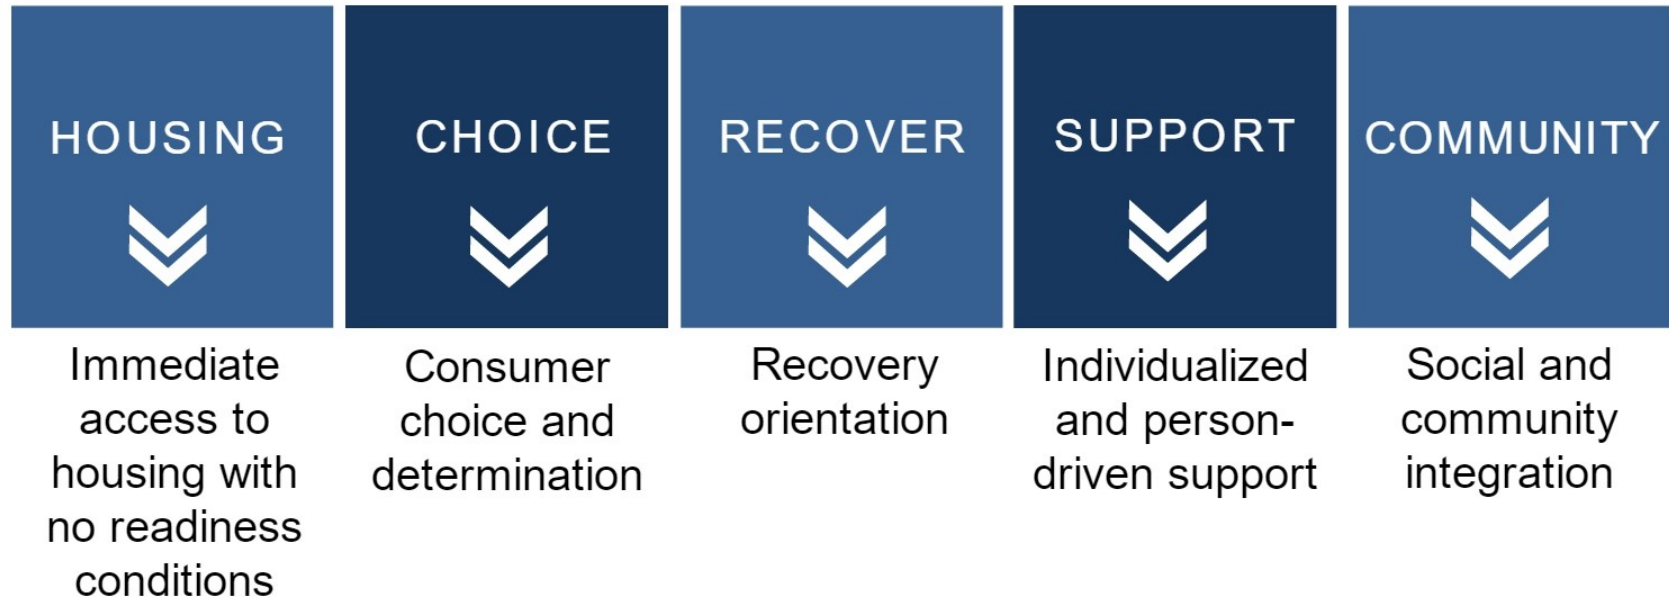 HOUSING
Immediate
access to
housing with
no readiness
conditions
CHOICE
Consumer
choice and
determination
RECOVER
Recovery
orientation
SUPPORT
Individualized
and person-
driven support
COMMUNITY
Social and
community
integration